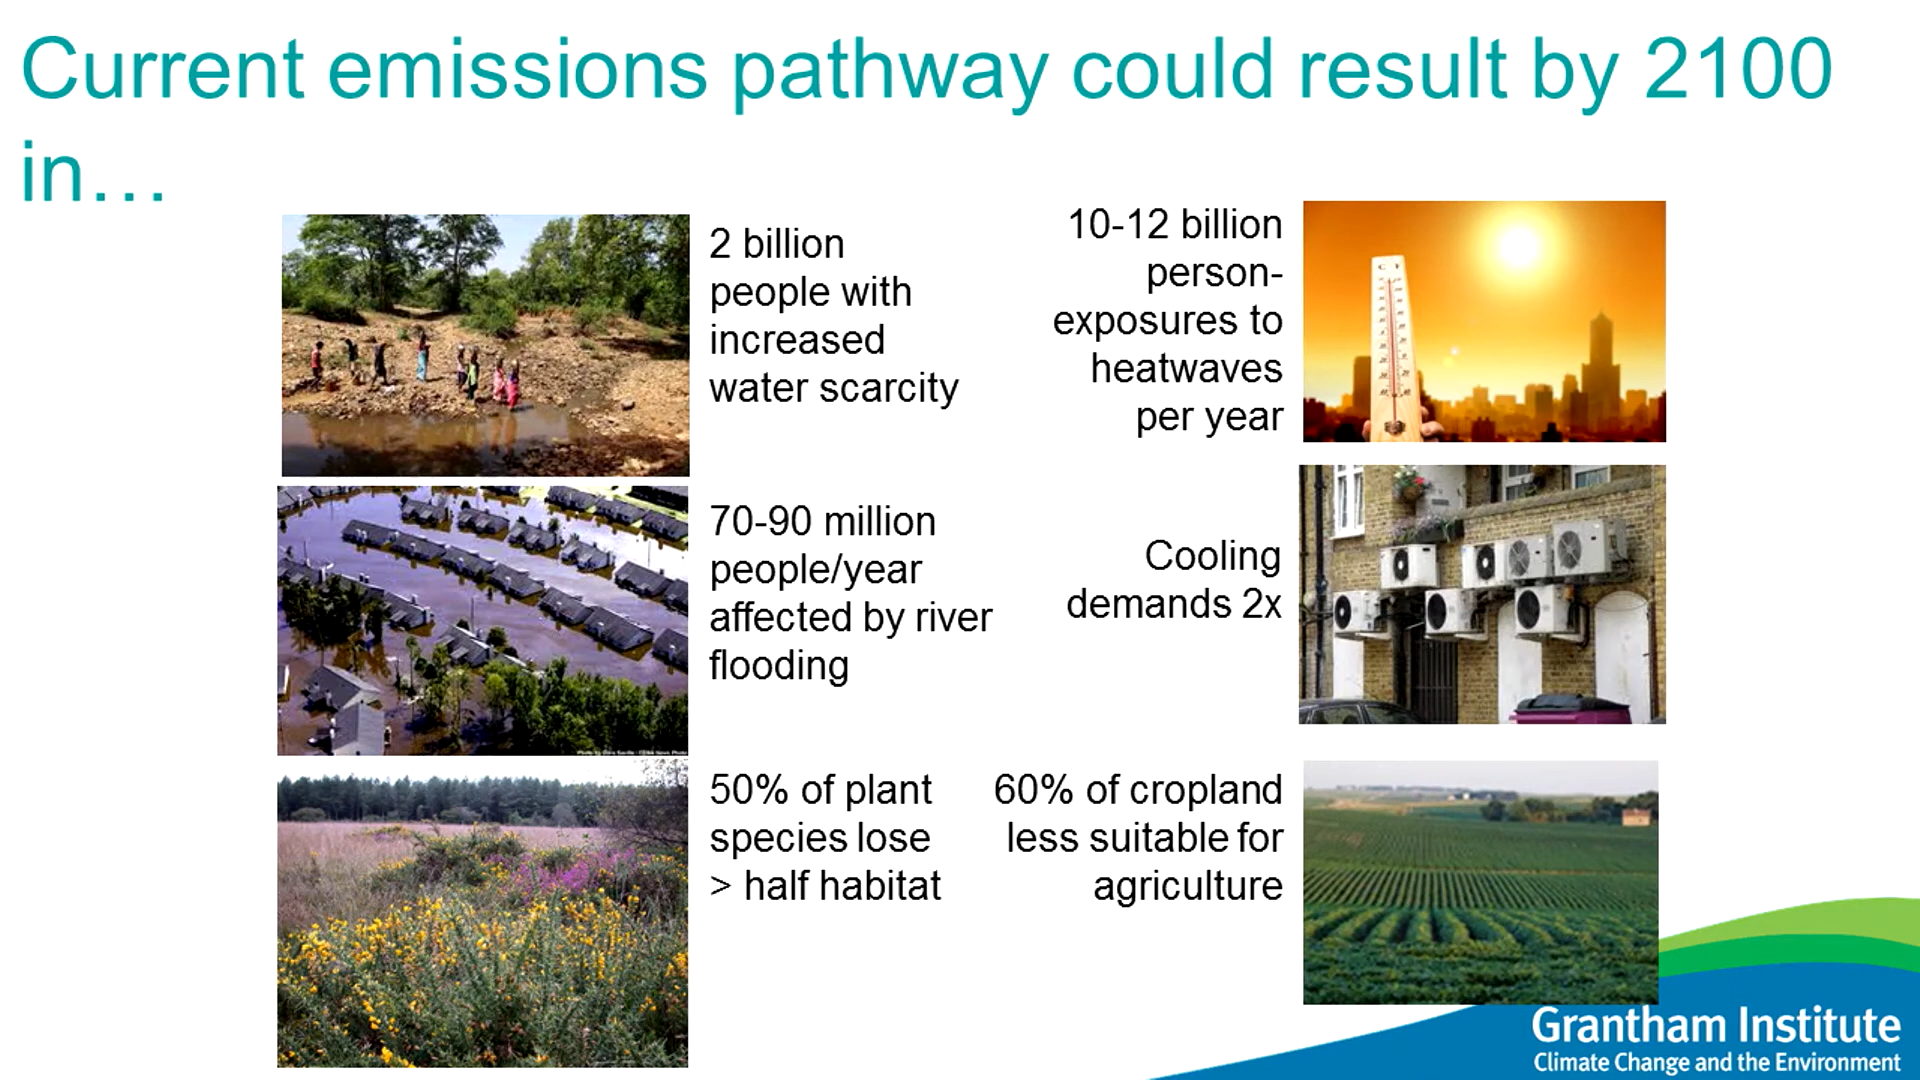 Current emissions pathway could result by 2100
in…
2 billion
people with
increased
water scarcity
10-12 billion
person-
exposures to
heatwaves
per year
70-90 million
people/year
affected by river
flooding
Cooling
demands 2x
50% of plant
species lose
> half habitat
60% of cropland
less suitable for
agriculture
Grantham Institute
Climate Change and the Environment